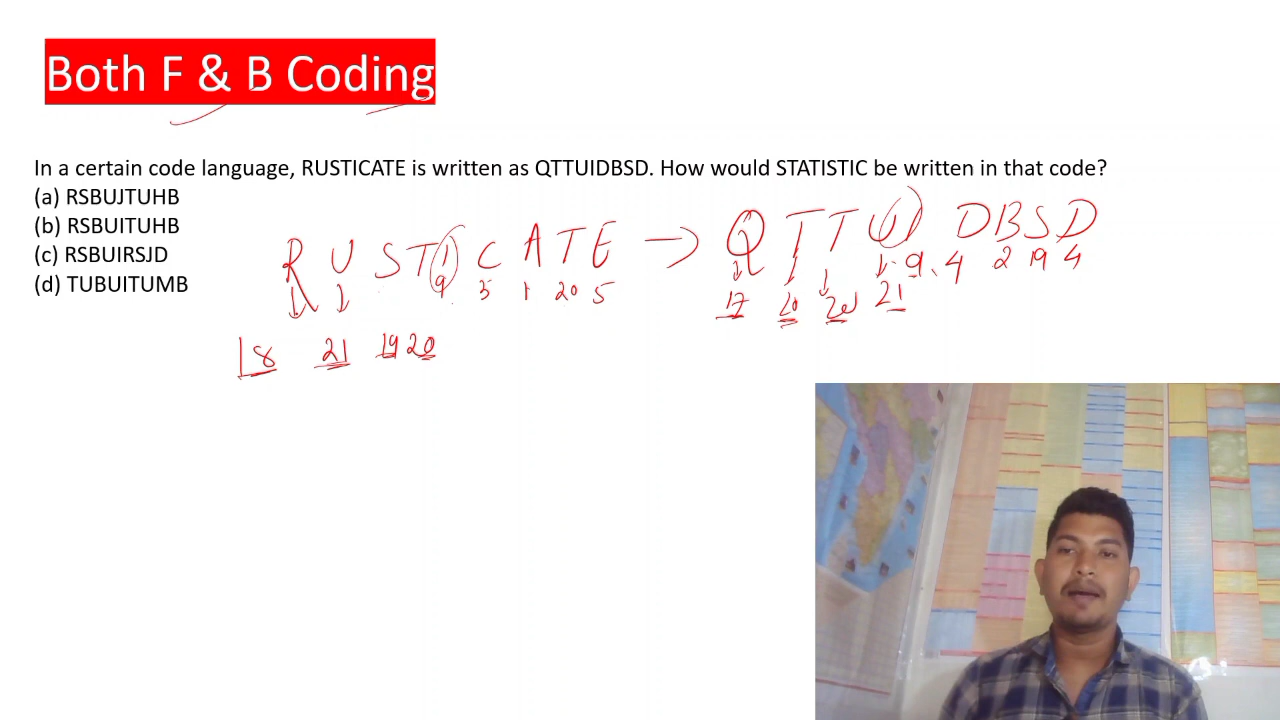 Both F & B Coding
In a certain code language, RUSTICATE is written as QTTUIDBSD. How would STATISTIC be written in that code?
(a) RSBUJTUHB
(b) RSBUITUHB
(c) RSBUIRSJD
(d) TUBUITUMB
R U S T I C A T E → Q T T U I D B S D
9 3 1 20 5 17 20 20 21 9 4 2 19 4
18 21 19 20